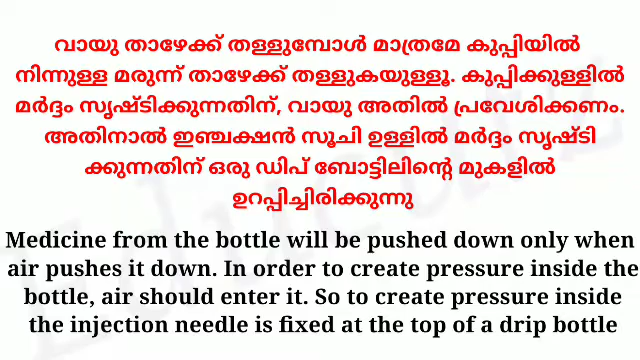 വായു താഴേക്ക് തള്ളുമ്പോൾ മാത്രമേ കുപ്പിയിൽ
നിന്നുള്ള മരുന്ന് താഴേക്ക് തള്ളുകയുള്ളൂ. കുപ്പിക്കുള്ളിൽ
മർദ്ദം സൃഷ്ടിക്കുന്നതിന്, വായു അതിൽ പ്രവേശിക്കണം.
അതിനാൽ ഇഞ്ചക്ഷൻ സൂചി ഉള്ളിൽ മർദ്ദം സൃഷ്ടി
ക്കുന്നതിന് ഒരു ഡിപ് ബോട്ടിലിന്റെ മുകളിൽ
ഉറപ്പിച്ചിരിക്കുന്നു
Medicine from the bottle will be pushed down only when
air pushes it down. In order to create pressure inside the
bottle, air should enter it. So to create pressure inside
the injection needle is fixed at the top of a drip bottle